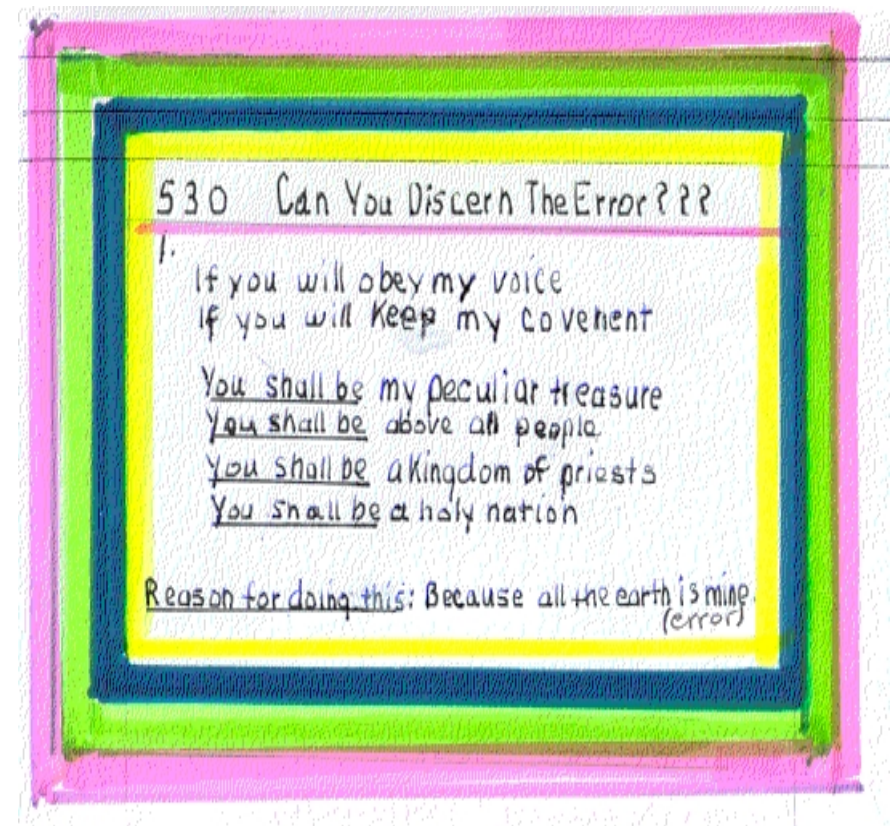 530 Can You Discern The Error???
1.
If you will obey my voice
If you will Keep my covenent
You shall be my peculiar treasure
You shall be above all people
You shall be a Kingdom of priests
You shall be a holy nation
Reason for doing this: Because all the earth is mine.
(error)